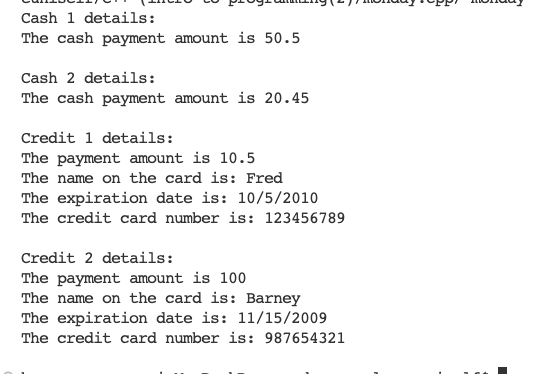 Cash 1 details:
The cash payment amount is 50.5
Cash 2 details:
The cash payment amount is 20.45
Credit 1 details:
The payment amount is 10.5
The name on the card is: Fred
The expiration date is: 10/5/2010
The credit card number is: 123456789
Credit 2 details:
The payment amount is 100
The name on the card is: Barney
The expiration date is: 11/15/2009
The credit card number is: 987654321